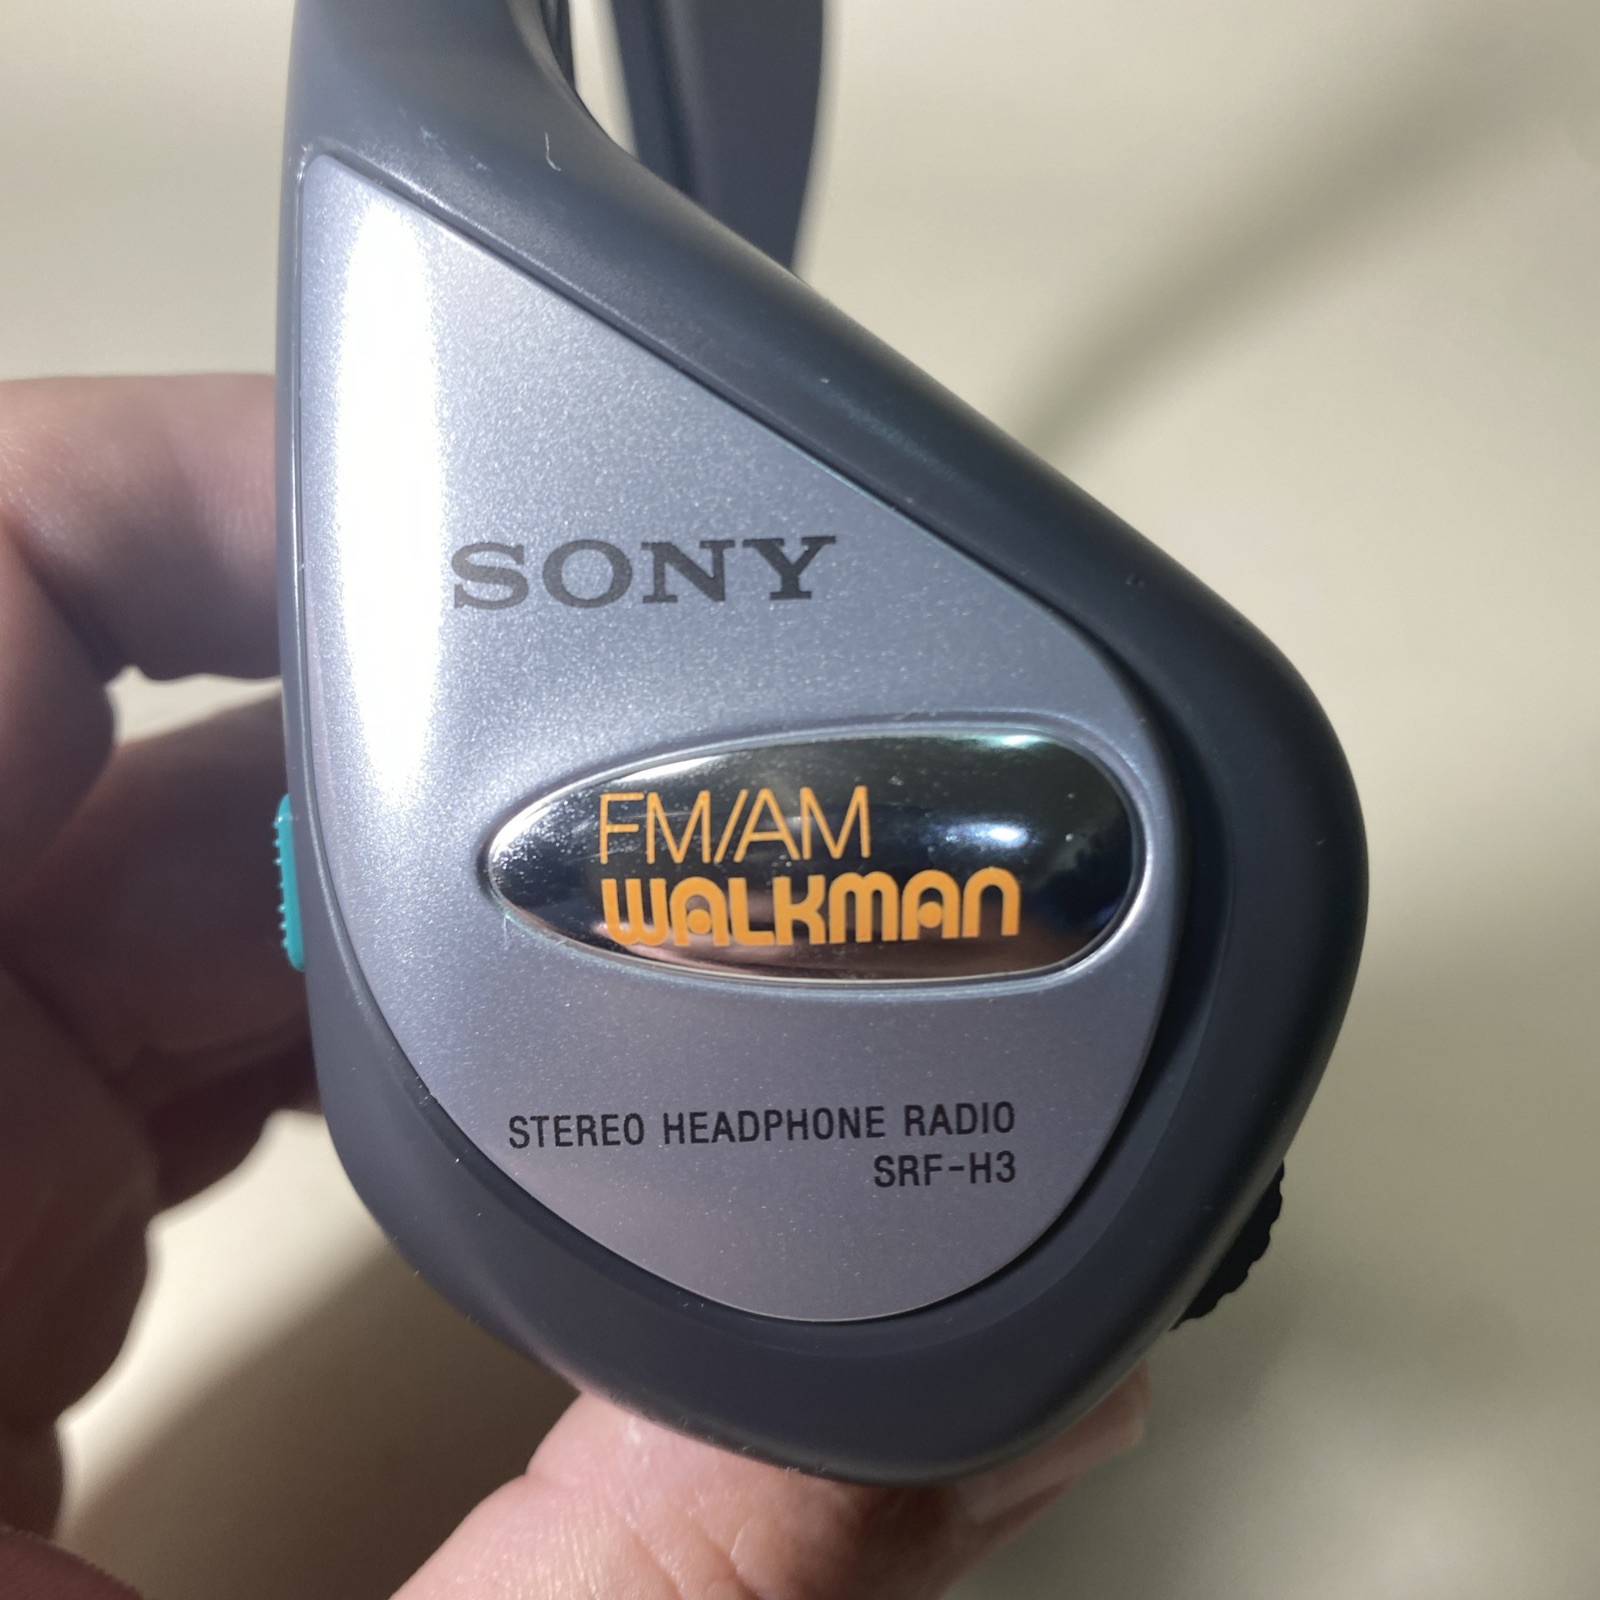 SONY
FM/AM
WALKMAN
STEREO HEADPHONE RADIO
SRF-H3